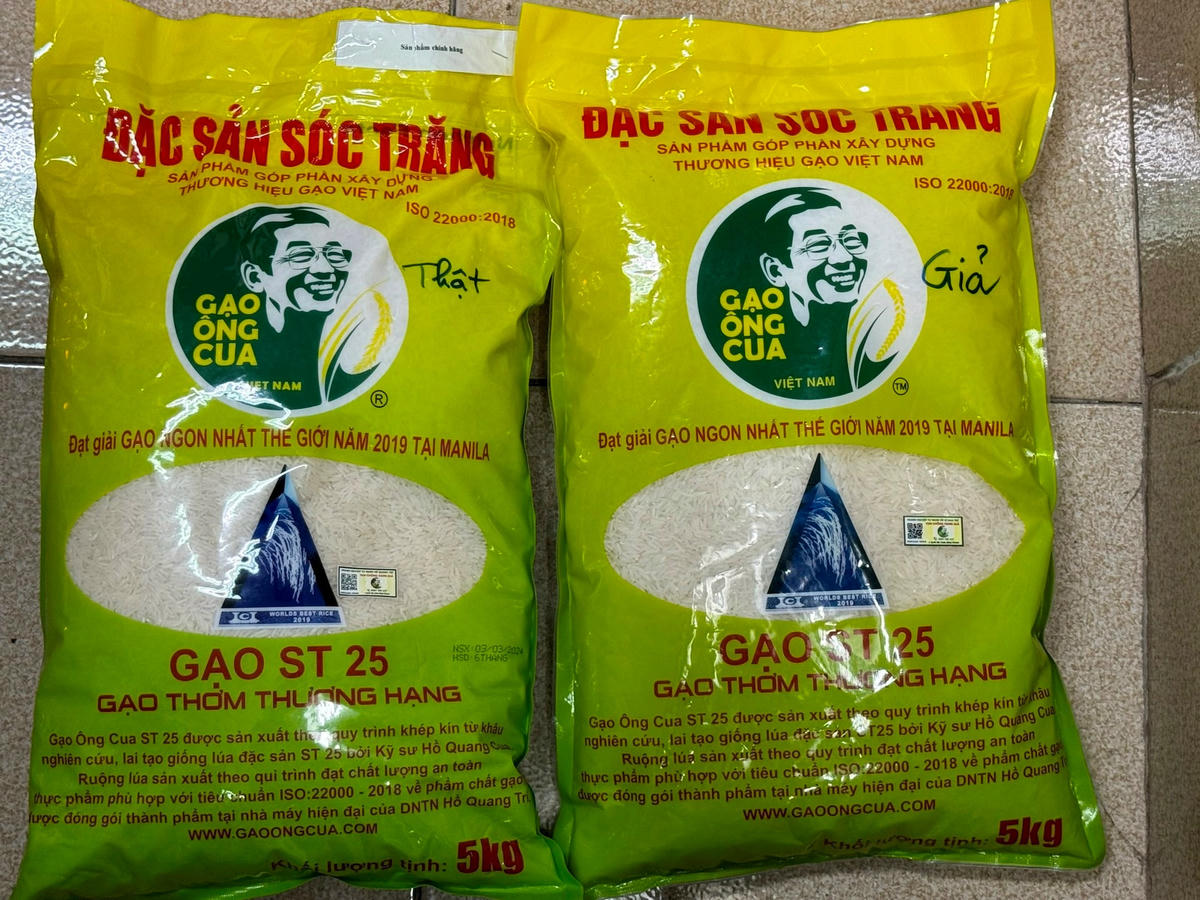 Sản phẩm chính hãng
ĐẶC SẢN SÓC TRĂNG
SẢN PHẨM GÓP PHẦN XÂY DỰNG
THƯƠNG HIỆU GẠO VIỆT NAM
ISO 22000:2018
Thật
GẠO
ÔNG
CUA
VIỆT NAM
®
Đạt giải GẠO NGON NHẤT THẾ GIỚI NĂM 2019 TẠI MANILA
WORLDS BEST RICE
2019
NSX:03/03/2024
HSD:6THANG
GẠO ST 25
GẠO THƠM THƯỢNG HẠNG
Gạo Ông Cua ST 25 được sản xuất theo quy trình khép kín từ khâu
nghiên cứu, lai tạo giống lúa đặc sản ST 25 bởi Kỹ sư Hồ Quang Cua
Ruộng lúa sản xuất theo qui trình đạt chất lượng an toàn
thực phẩm phù hợp với tiêu chuẩn ISO:22000 - 2018 về phẩm chất gạo
được đóng gói thành phẩm tại nhà máy hiện đại của DNTN Hồ Quang Trí.
WWW.GAOONGCUA.COM
Khối lượng tịnh: 5kg
ĐẶC SẢN SÓC TRĂNG
SẢN PHẨM GÓP PHẦN XÂY DỰNG
THƯƠNG HIỆU GẠO VIỆT NAM
ISO 22000:2018
Giả
GẠO
ÔNG
CUA
VIỆT NAM
TM
Đạt giải GẠO NGON NHẤT THẾ GIỚI NĂM 2019 TẠI MANILA
WORLDS BEST RICE
2019
GẠO ST 25
GẠO THƠM THƯỢNG HẠNG
Gạo Ông Cua ST 25 được sản xuất theo quy trình khép kín từ khâu
nghiên cứu, lai tạo giống lúa đặc sản ST25 bởi Kỹ sư Hồ Quang Cua
Ruộng lúa sản xuất theo quy trình đạt chất lượng an toàn
thực phẩm phù hợp với tiêu chuẩn ISO:22000 - 2018 về phẩm chất gạo
được đóng gói thành phẩm tại nhà máy hiện đại của DNTN Hồ Quang Trí.
WWW.GAOONGCUA.COM
Khối lượng tịnh: 5kg